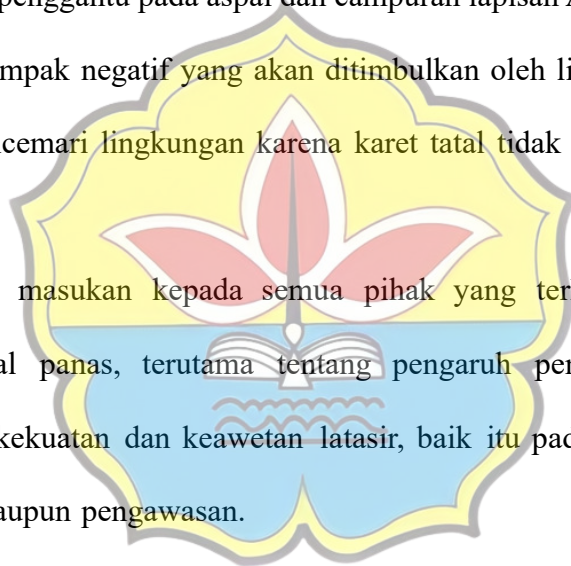 pengganti pada aspal dan campuran lapisan
mpak negatif yang akan ditimbulkan oleh li
cemari lingkungan karena karet tatal tidak
masukan kepada semua pihak yang ter
al panas, terutama tentang pengaruh per
kekuatan dan keawetan latasir, baik itu pad
aupun pengawasan.